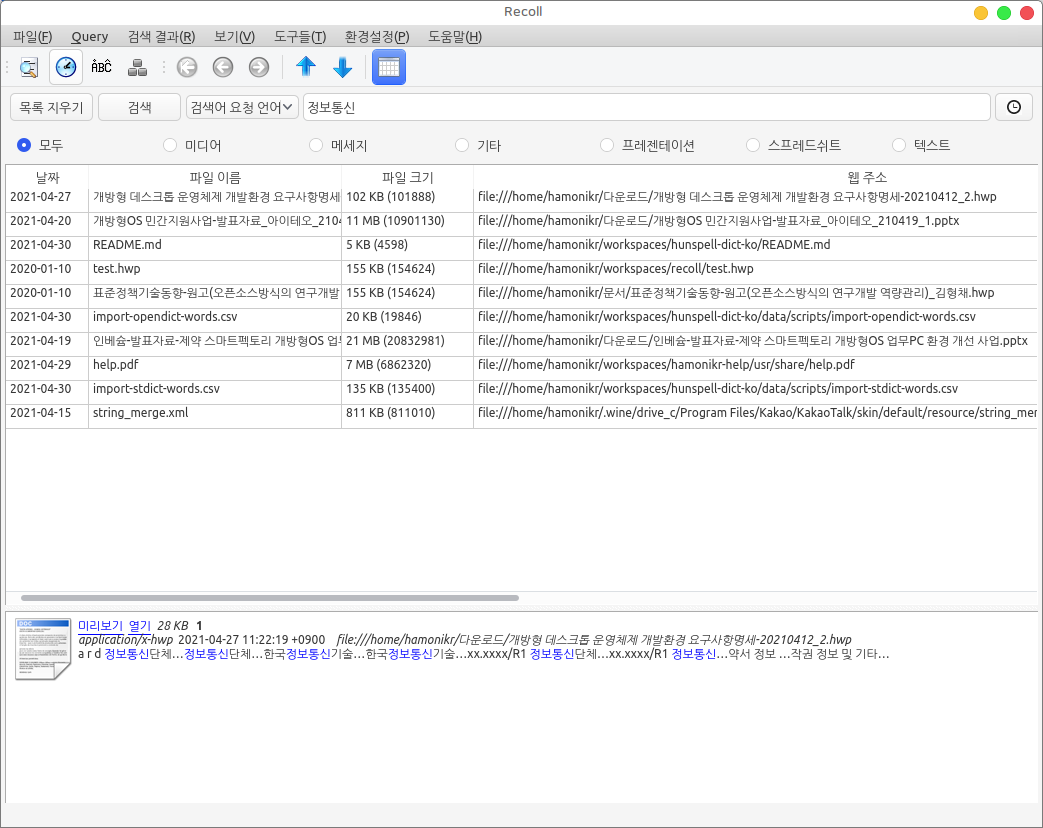 Recoll
파일(F) Query 검색 결과(R) 보기(V) 도구들(T) 환경설정(P) 도움말(H)
ABC
목록 지우기 검색 검색어 요청 언어 정보통신
모두 미디어 메세지 기타 프레젠테이션 스프레드쉬트 텍스트
날짜 파일 이름 파일 크기 웹 주소
2021-04-27 개방형 데스크톱 운영체제 개발환경 요구사항명세 102 KB (101888) file:///home/hamonikr/다운로드/개방형 데스크톱 운영체제 개발환경 요구사항명세-20210412_2.hwp
2021-04-20 개방형OS 민간지원사업-발표자료_아이테오_2104 11 MB (10901130) file:///home/hamonikr/다운로드/개방형OS 민간지원사업-발표자료_아이테오_210419_1.pptx
2021-04-30 README.md 5 KB (4598) file:///home/hamonikr/workspaces/hunspell-dict-ko/README.md
2020-01-10 test.hwp 155 KB (154624) file:///home/hamonikr/workspaces/recoll/test.hwp
2020-01-10 표준정책기술동향-원고(오픈소스방식의 연구개발 155 KB (154624) file:///home/hamonikr/문서/표준정책기술동향-원고(오픈소스방식의 연구개발 역량관리)_김형채.hwp
2021-04-30 import-opendict-words.csv 20 KB (19846) file:///home/hamonikr/workspaces/hunspell-dict-ko/data/scripts/import-opendict-words.csv
2021-04-19 인베슘-발표자료-제약 스마트펙토리 개방형OS 업무 21 MB (20832981) file:///home/hamonikr/다운로드/인베슘-발표자료-제약 스마트펙토리 개방형OS 업무PC 환경 개선 사업.pptx
2021-04-29 help.pdf 7 MB (6862320) file:///home/hamonikr/workspaces/hamonikr-help/usr/share/help.pdf
2021-04-30 import-stdict-words.csv 135 KB (135400) file:///home/hamonikr/workspaces/hunspell-dict-ko/data/scripts/import-stdict-words.csv
2021-04-15 string_merge.xml 811 KB (811010) file:///home/hamonikr/.wine/drive_c/Program Files/Kakao/KakaoTalk/skin/default/resource/string_mer
DOC 미리보기 열기 28 KB 1
application/x-hwp 2021-04-27 11:22:19 +0900 file:///home/hamonikr/다운로드/개방형 데스크톱 운영체제 개발환경 요구사항명세-20210412_2.hwp
a r d 정보통신단체...정보통신단체...한국정보통신기술...한국정보통신기술...xx.xxxx/R1 정보통신단체...xx.xxxx/R1 정보통신...약서 정보 ...작권 정보 및 기타...